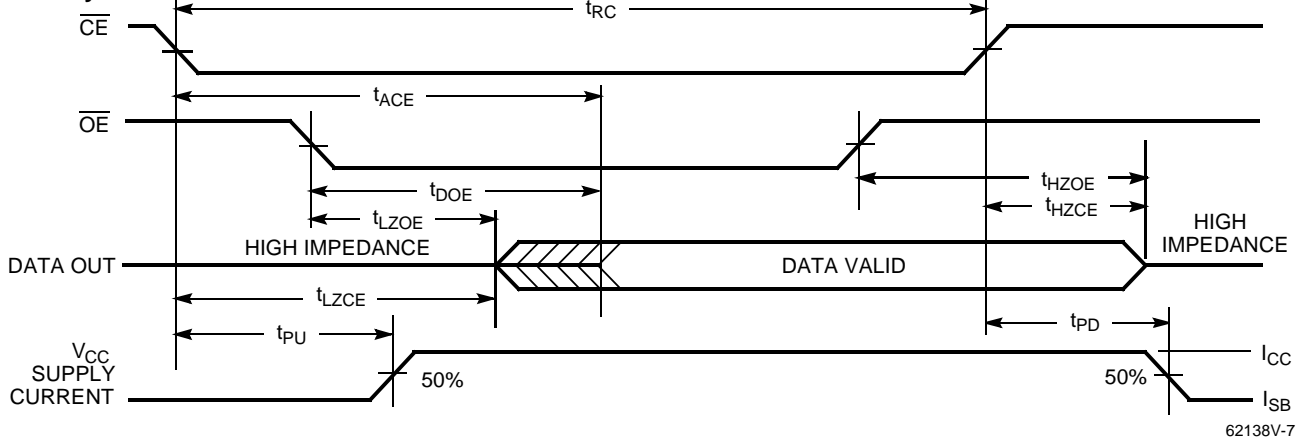 tRC
CE
tACE
OE
tDOE
tHZOE
tLZOE
tHZCE
HIGH IMPEDANCE
HIGH
IMPEDANCE
DATA OUT
DATA VALID
tLZCE
tPU
tPD
VCC
SUPPLY
CURRENT
50%
50%
ICC
ISB
62138V-7